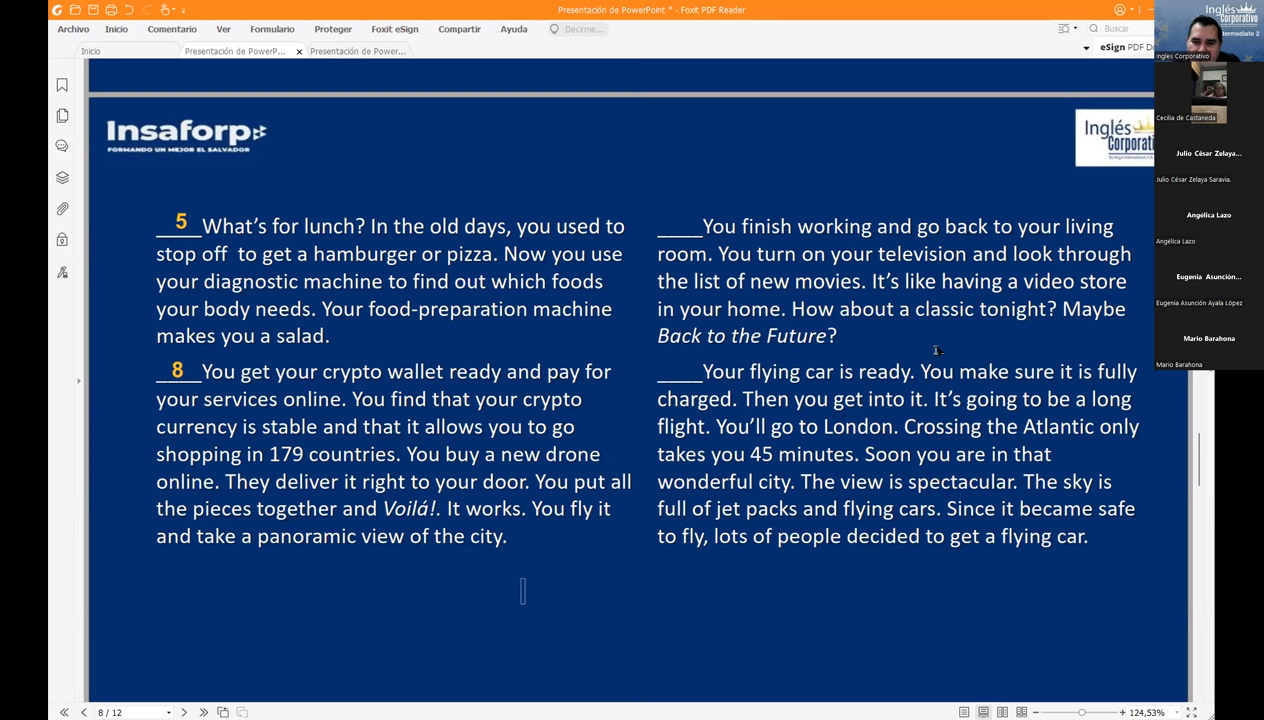 Presentación de PowerPoint * - Foxit PDF Reader
Archivo Inicio Comentario Ver Formulario Proteger Foxit eSign Compartir Ayuda Decirme... Buscar
Inicio Presentación de PowerP... Presentación de PowerP... eSign PDF Do
Insaforp
FORMANDO UN MEJOR EL SALVADOR
Inglés
Corporati
5
____What's for lunch? In the old days, you used to
stop off to get a hamburger or pizza. Now you use
your diagnostic machine to find out which foods
your body needs. Your food-preparation machine
makes you a salad.
8
____You get your crypto wallet ready and pay for
your services online. You find that your crypto
currency is stable and that it allows you to go
shopping in 179 countries. You buy a new drone
online. They deliver it right to your door. You put all
the pieces together and Voilá!. It works. You fly it
and take a panoramic view of the city.
____You finish working and go back to your living
room. You turn on your television and look through
the list of new movies. It's like having a video store
in your home. How about a classic tonight? Maybe
Back to the Future?
____Your flying car is ready. You make sure it is fully
charged. Then you get into it. It's going to be a long
flight. You'll go to London. Crossing the Atlantic only
takes you 45 minutes. Soon you are in that
wonderful city. The view is spectacular. The sky is
full of jet packs and flying cars. Since it became safe
to fly, lots of people decided to get a flying car.
Inglés
Corporativo
termediate 2
Ingles Corporativo
Cecilia de Castaneda
Julio César Zelaya...
Julio César Zelaya Saravia.
Angélica Lazo
Angélica Lazo
Eugenia Asunción...
Eugenia Asunción Ayala López
Mario Barahona
Mario Barahona
8 / 12
124,53%